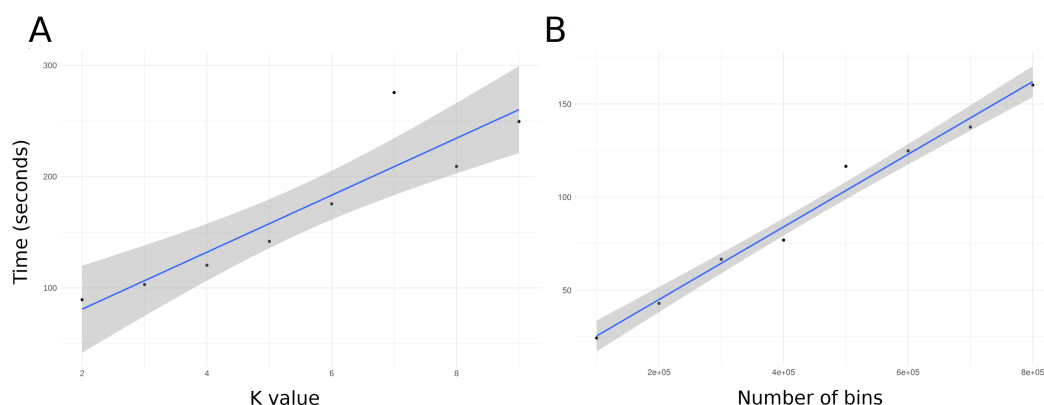 A
B
Time (seconds)
300
200
100
2
4
6
8
K value
150
100
50
2e+05
4e+05
6e+05
8e+05
Number of bins